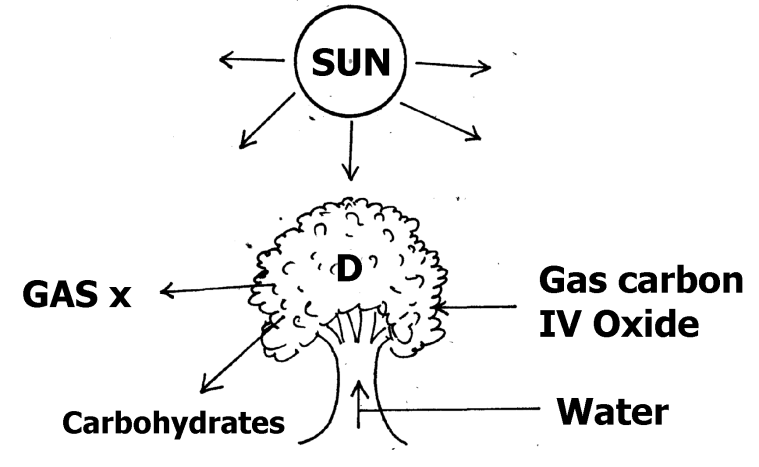 SUN
D
GAS x
Gas carbon
IV Oxide
Carbohydrates
Water